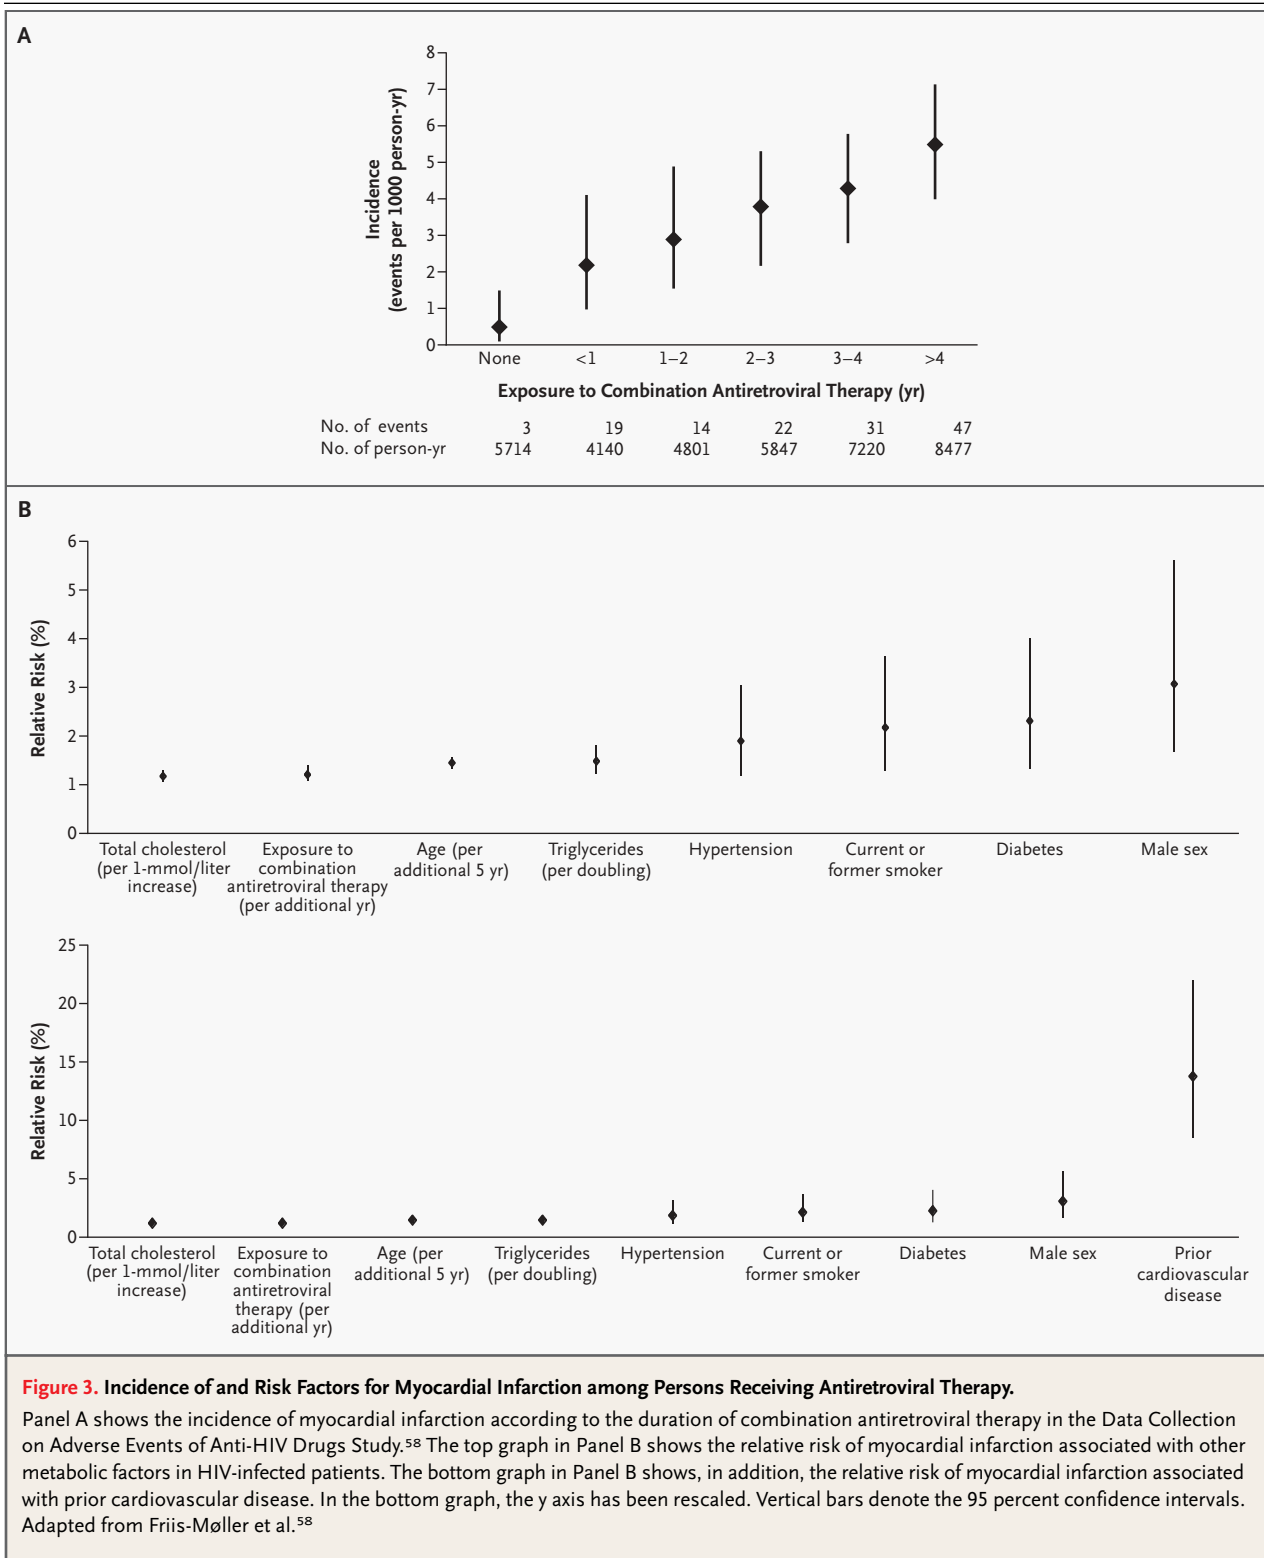 A
8
7
6
5
4
3
2
1
0
Incidence
(events per 1000 person-yr)
None <1 1–2 2–3 3–4 >4
Exposure to Combination Antiretroviral Therapy (yr)
No. of events 3 19 14 22 31 47
No. of person-yr 5714 4140 4801 5847 7220 8477
B
6
5
4
3
2
1
0
Relative Risk (%)
Total cholesterol
(per 1-mmol/liter
increase)
Exposure to
combination
antiretroviral therapy
(per additional yr)
Age (per
additional 5 yr)
Triglycerides
(per doubling)
Hypertension
Current or
former smoker
Diabetes
Male sex
25
20
15
10
5
0
Relative Risk (%)
Total cholesterol
(per 1-mmol/liter
increase)
Exposure to
combination
antiretroviral
therapy (per
additional yr)
Age (per
additional 5 yr)
Triglycerides
(per doubling)
Hypertension
Current or
former smoker
Diabetes
Male sex
Prior
cardiovascular
disease
Figure 3. Incidence of and Risk Factors for Myocardial Infarction among Persons Receiving Antiretroviral Therapy.
Panel A shows the incidence of myocardial infarction according to the duration of combination antiretroviral therapy in the Data Collection
on Adverse Events of Anti-HIV Drugs Study.⁵⁸ The top graph in Panel B shows the relative risk of myocardial infarction associated with other
metabolic factors in HIV-infected patients. The bottom graph in Panel B shows, in addition, the relative risk of myocardial infarction associated
with prior cardiovascular disease. In the bottom graph, the y axis has been rescaled. Vertical bars denote the 95 percent confidence intervals.
Adapted from Friis-Møller et al.⁵⁸